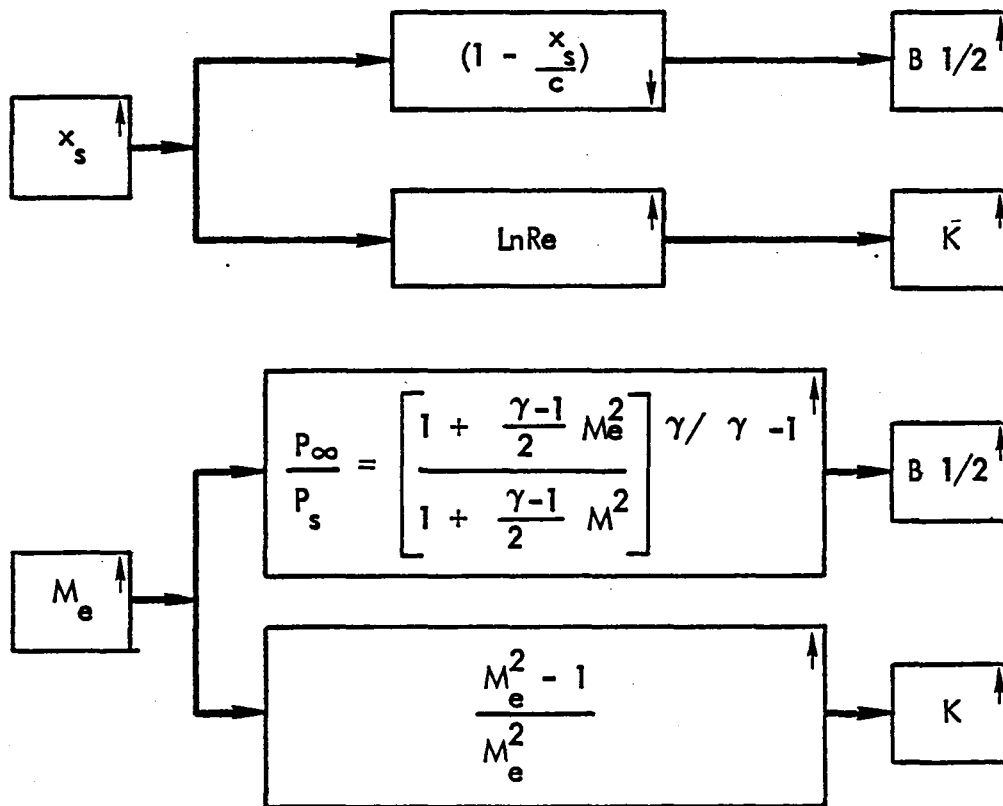 (1 - x_s/c)
B 1/2
x_s
LnRe
K̄
P_∞/P_s = [(1 + (γ-1)/2 M_e^2)/(1 + (γ-1)/2 M^2)] γ/ γ -1
B 1/2
M_e
(M_e^2 - 1)/M_e^2
K